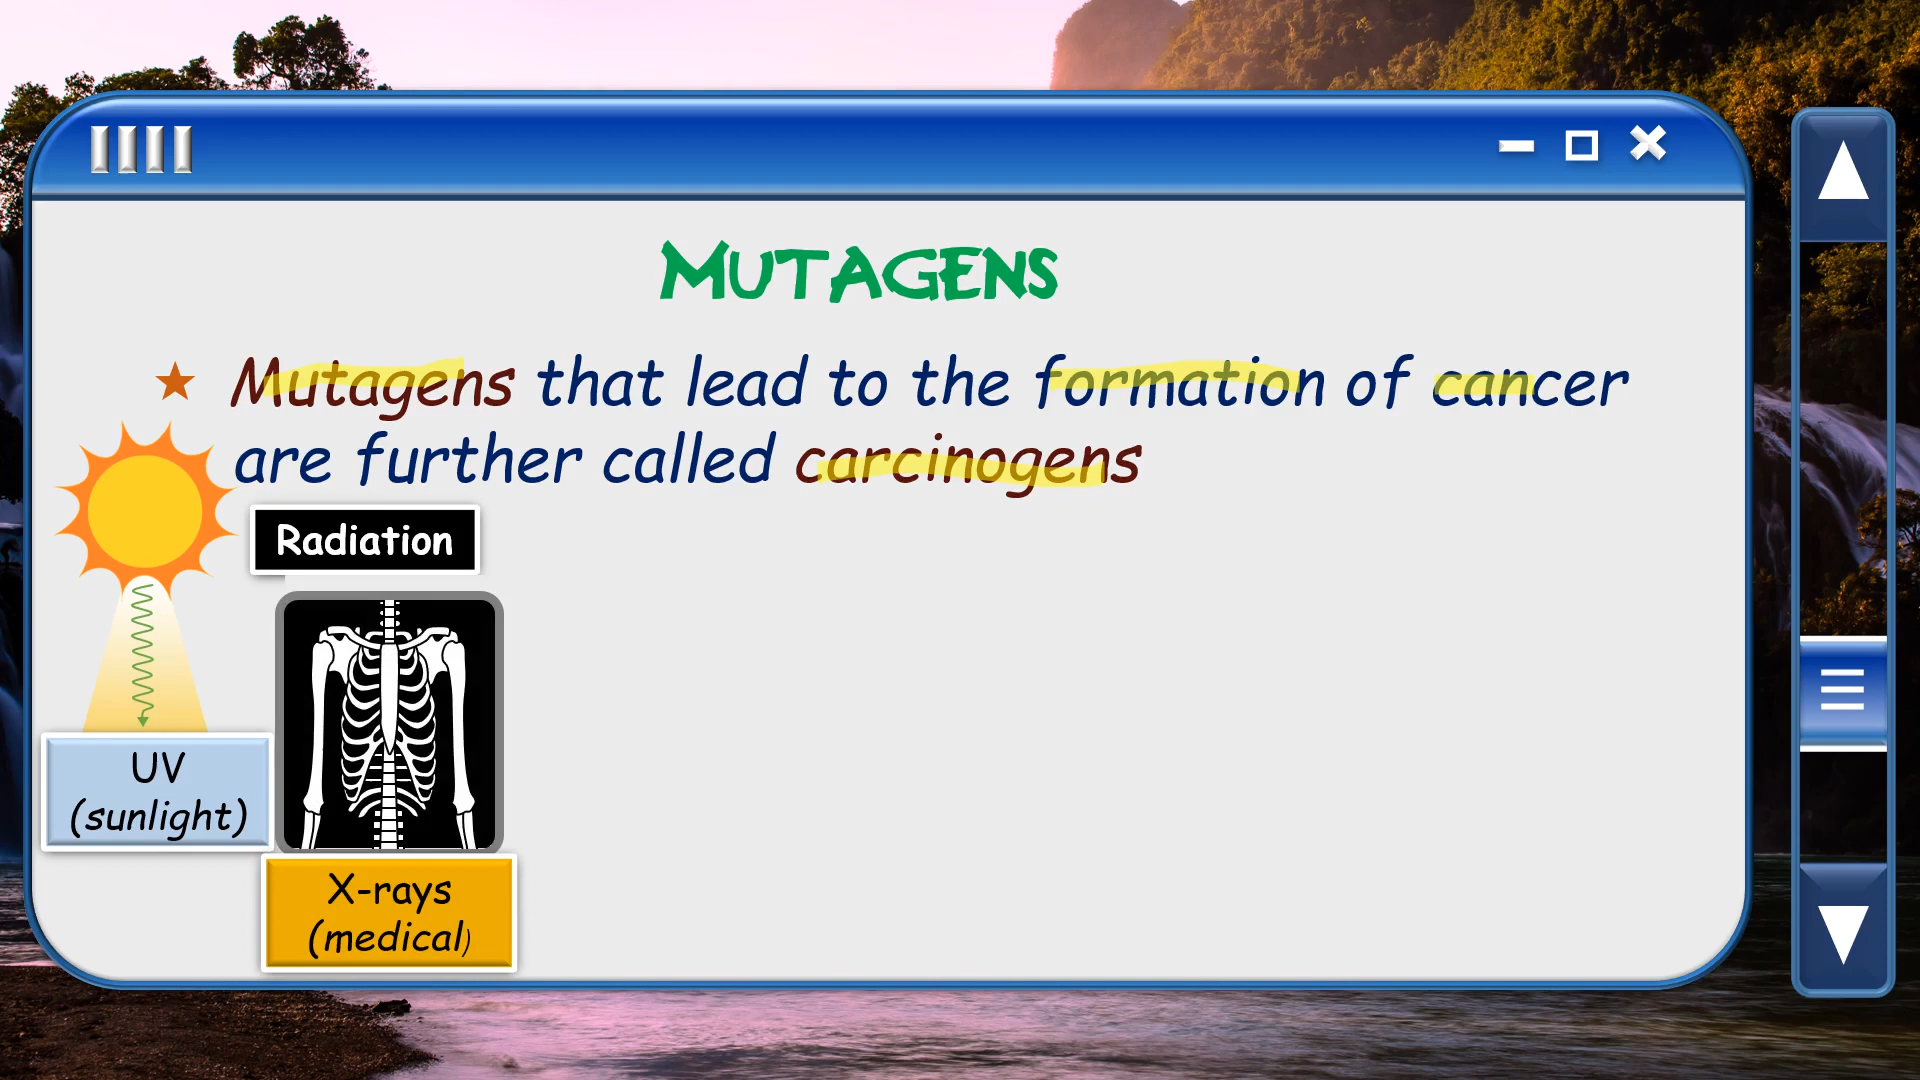 MUTAGENS
Mutagens that lead to the formation of cancer
are further called carcinogens
Radiation
UV
(sunlight)
X-rays
(medical)